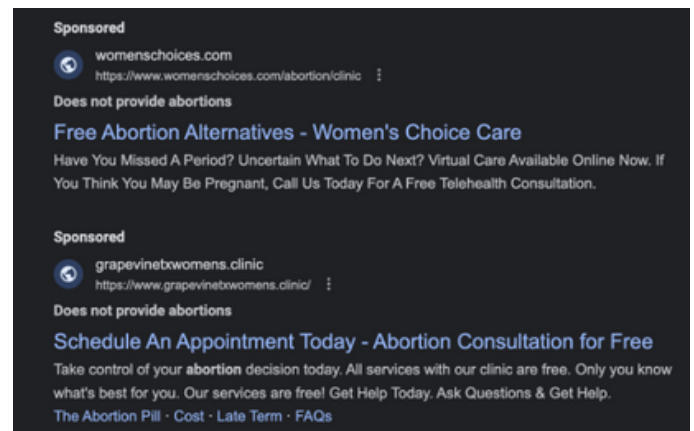 Sponsored
womenschoices.com
https://www.womenschoices.com/abortion/clinic
Does not provide abortions
Free Abortion Alternatives - Women's Choice Care
Have You Missed A Period? Uncertain What To Do Next? Virtual Care Available Online Now. If
You Think You May Be Pregnant, Call Us Today For A Free Telehealth Consultation.
Sponsored
grapevinetxwomens.clinic
https://www.grapevinetxwomens.clinic/
Does not provide abortions
Schedule An Appointment Today - Abortion Consultation for Free
Take control of your abortion decision today. All services with our clinic are free. Only you know
what's best for you. Our services are free! Get Help Today. Ask Questions & Get Help.
The Abortion Pill · Cost · Late Term · FAQs